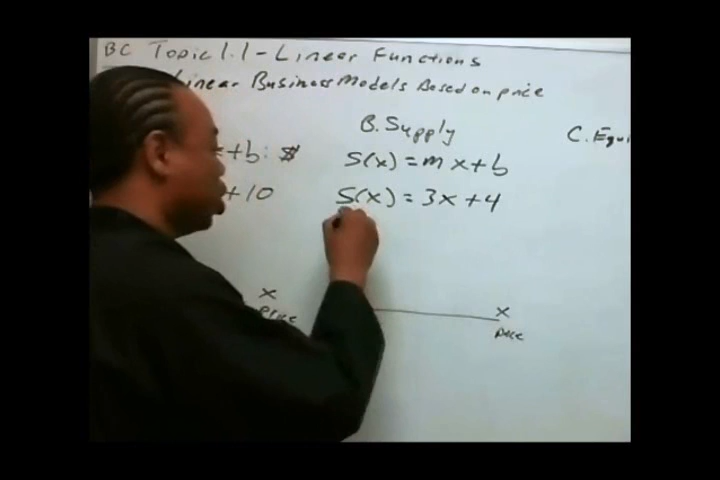 BC Topic 1.1 - Linear Functions
Linear Business Models Based on price
B. Supply
C. Equi
+b: $
S(x) = mx+b
+10
S(x) = 3x+4
x
price
x
price